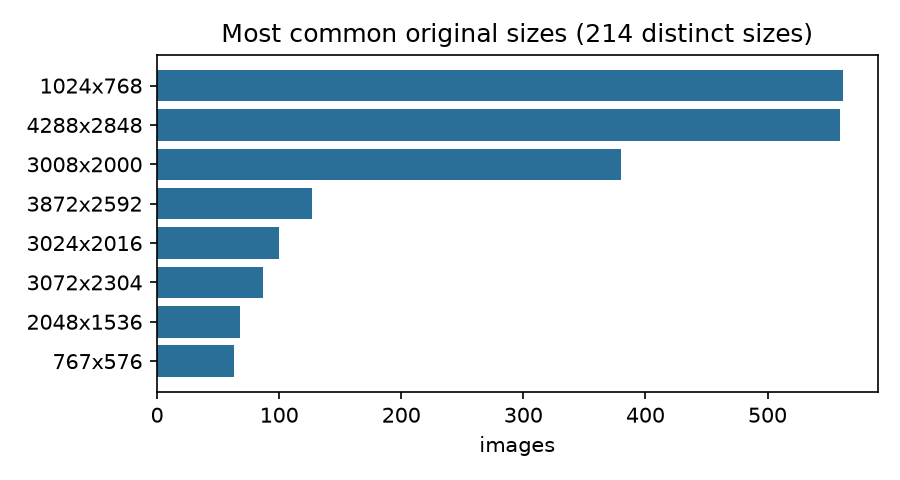 Most common original sizes (214 distinct sizes)
1024x768
4288x2848
3008x2000
3872x2592
3024x2016
3072x2304
2048x1536
767x576
0 100 200 300 400 500
images